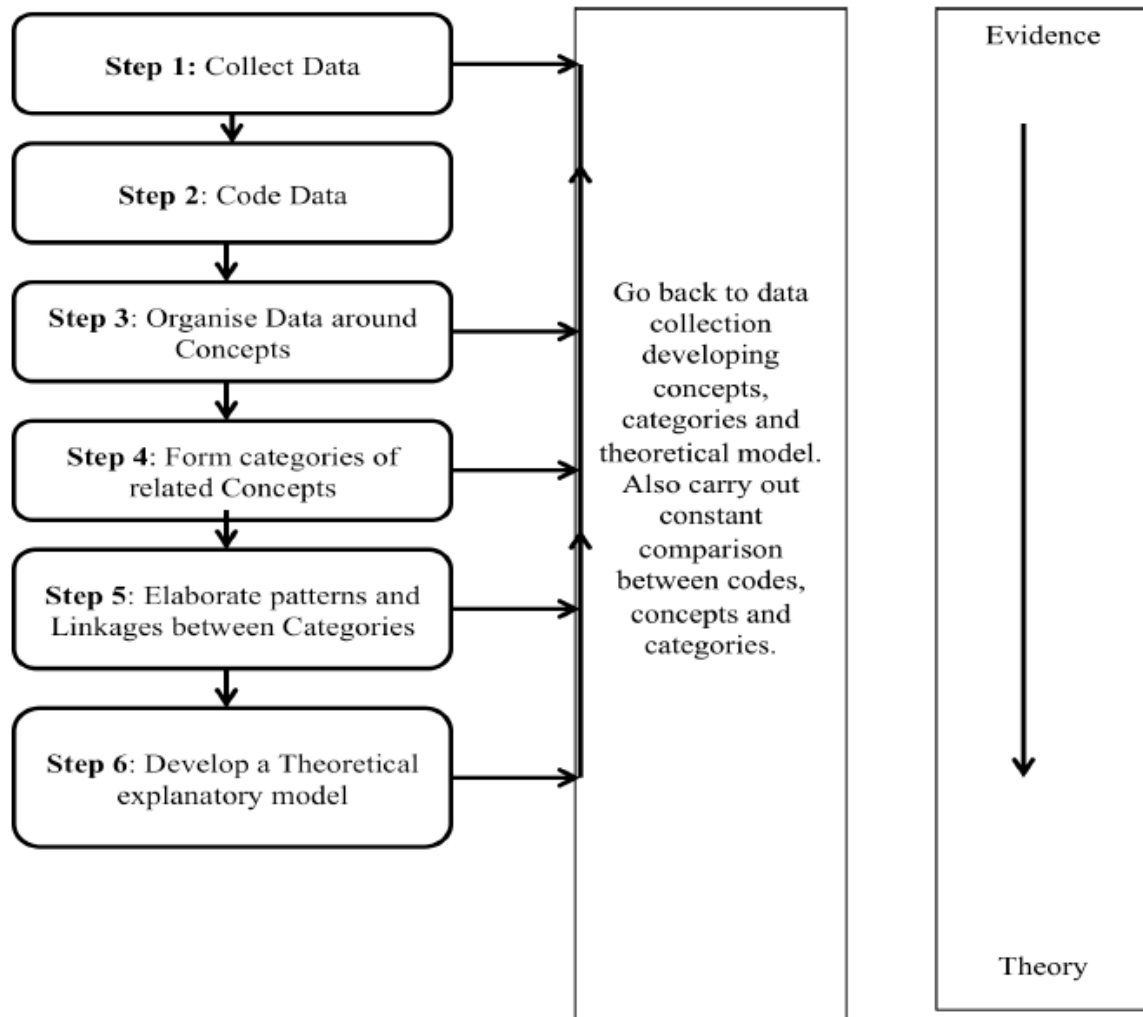 Step 1: Collect Data
Step 2: Code Data
Step 3: Organise Data around
Concepts
Step 4: Form categories of
related Concepts
Step 5: Elaborate patterns and
Linkages between Categories
Step 6: Develop a Theoretical
explanatory model
Go back to data
collection
developing
concepts,
categories and
theoretical model.
Also carry out
constant
comparison
between codes,
concepts and
categories.
Evidence
Theory